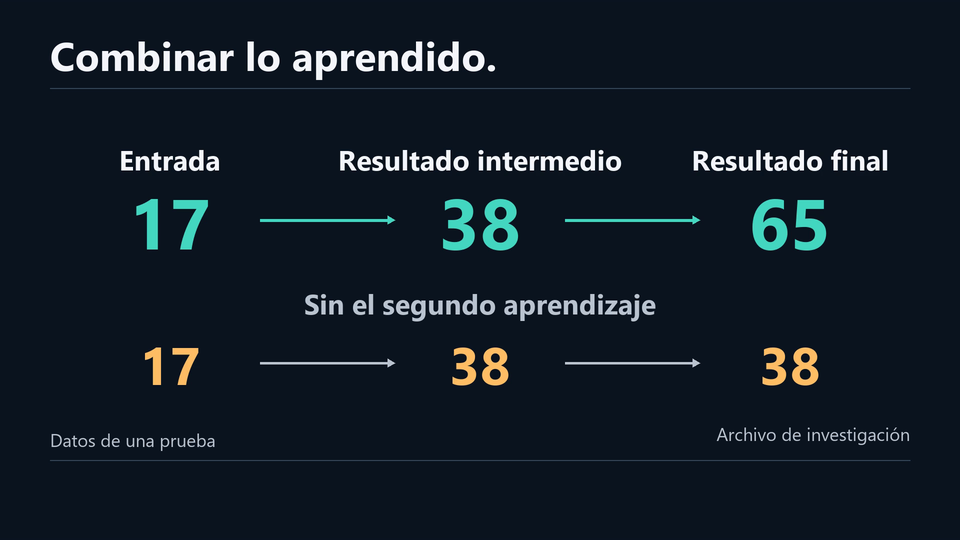 Combinar lo aprendido.
Entrada
Resultado intermedio
Resultado final
17
38
65
Sin el segundo aprendizaje
17
38
38
Datos de una prueba
Archivo de investigación